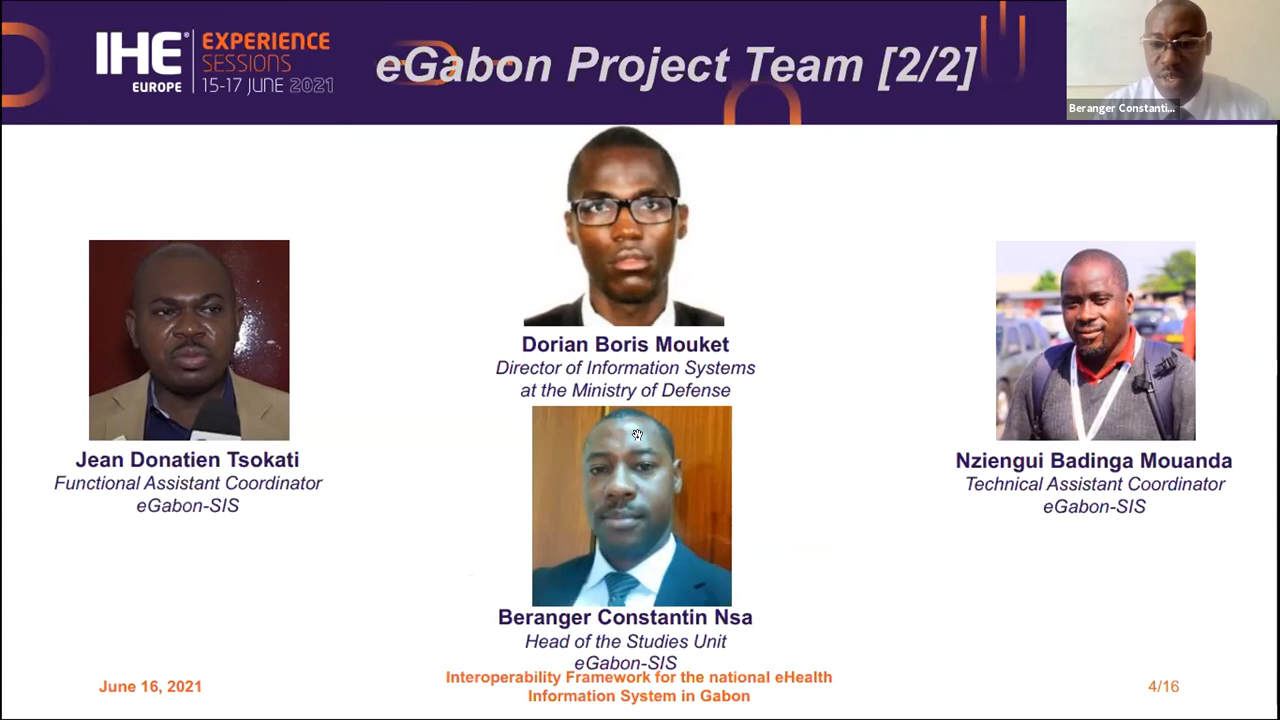 IHE® EUROPE
EXPERIENCE
SESSIONS
15-17 JUNE 2021
eGabon Project Team [2/2]
Beranger Constanti...
Dorian Boris Mouket
Director of Information Systems
at the Ministry of Defense
Jean Donatien Tsokati
Functional Assistant Coordinator
eGabon-SIS
Nziengui Badinga Mouanda
Technical Assistant Coordinator
eGabon-SIS
Beranger Constantin Nsa
Head of the Studies Unit
eGabon-SIS
June 16, 2021
Interoperability Framework for the national eHealth
Information System in Gabon
4/16